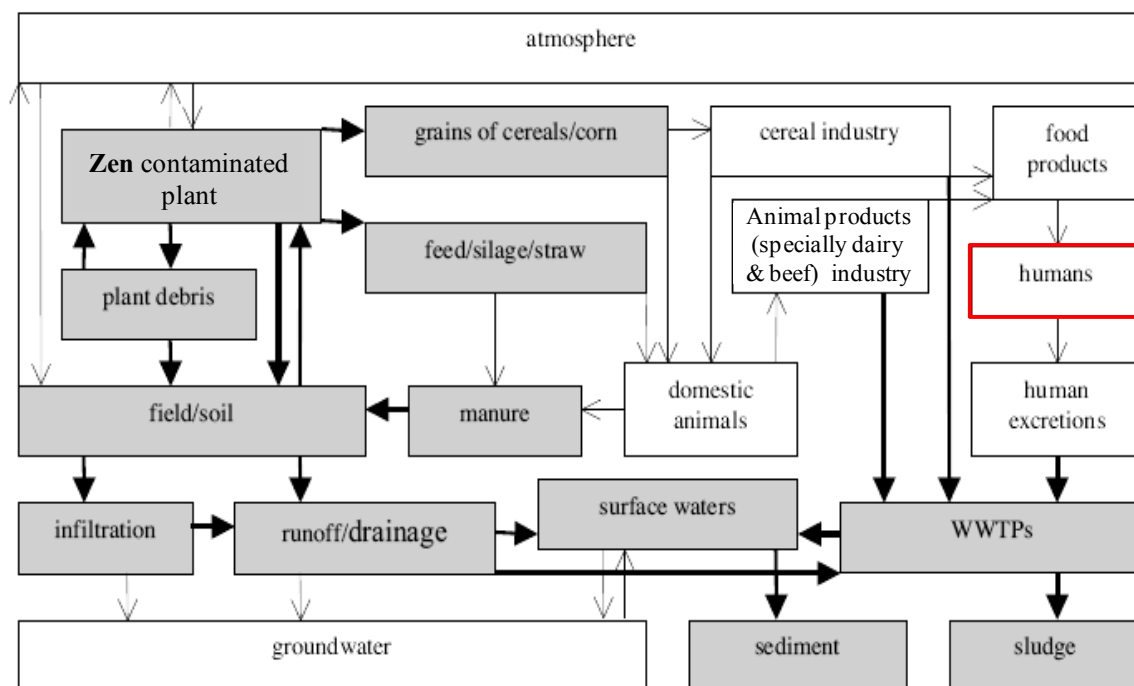 atmosphere
grains of cereals/corn
cereal industry
food
products
Zen contaminated
plant
feed/silage/straw
Animal products
(specially dairy
& beef) industry
humans
plant debris
field/soil
manure
domestic
animals
human
excretions
infiltration
runoff/drainage
surface waters
WWTPs
groundwater
sediment
sludge